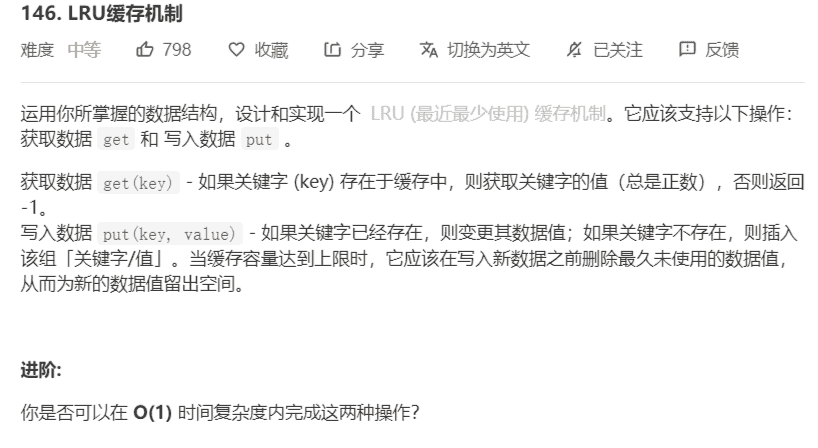 146. LRU缓存机制
难度 中等 798 收藏 分享 切换为英文 已关注 反馈
运用你所掌握的数据结构，设计和实现一个 LRU (最近最少使用) 缓存机制。它应该支持以下操作：
获取数据 get 和 写入数据 put 。
获取数据 get(key) - 如果关键字 (key) 存在于缓存中，则获取关键字的值（总是正数），否则返回
-1。
写入数据 put(key, value) - 如果关键字已经存在，则变更其数据值；如果关键字不存在，则插入
该组「关键字/值」。当缓存容量达到上限时，它应该在写入新数据之前删除最久未使用的数据值，
从而为新的数据值留出空间。
进阶:
你是否可以在 O(1) 时间复杂度内完成这两种操作？